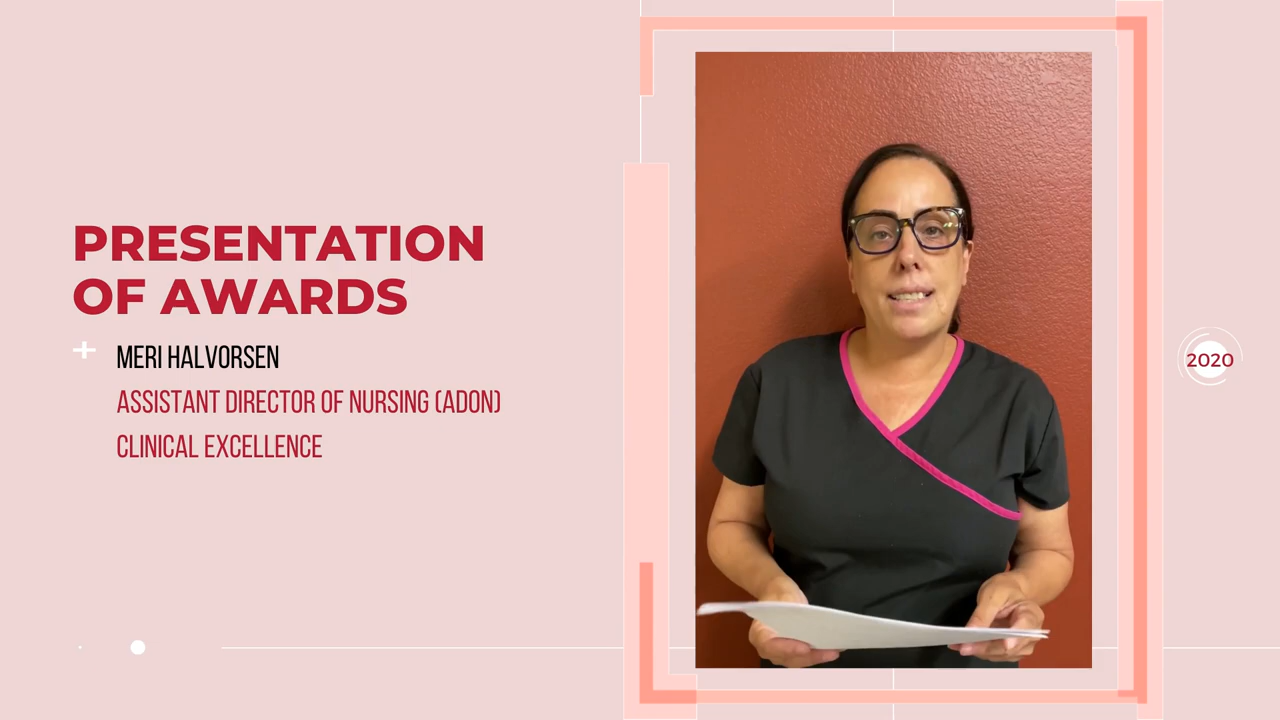 PRESENTATION
OF AWARDS
MERI HALVORSEN
ASSISTANT DIRECTOR OF NURSING (ADON)
CLINICAL EXCELLENCE
2020